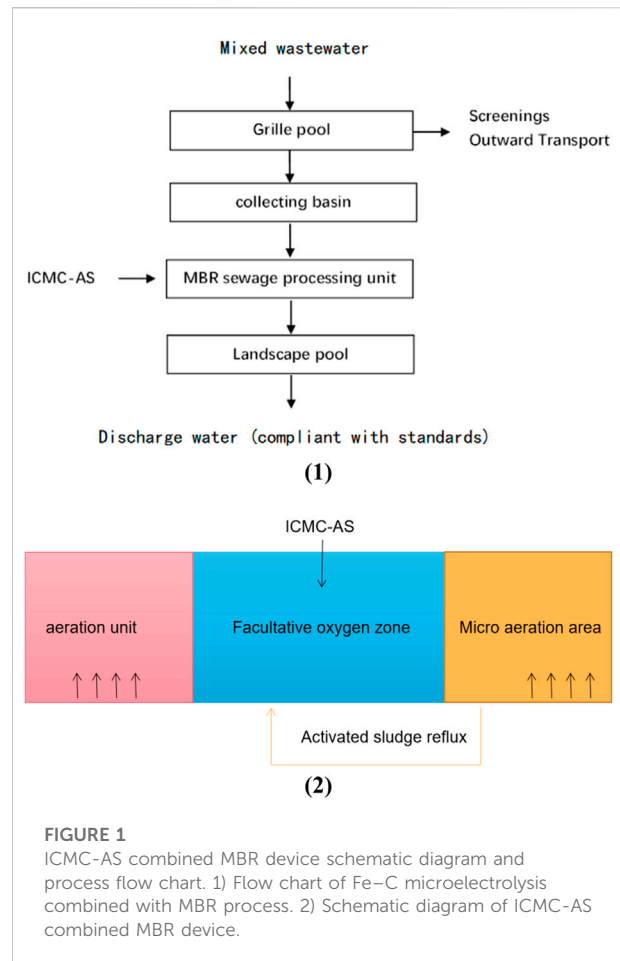 Mixed wastewater
Grille pool
Screenings
Outward Transport
collecting basin
ICMC-AS
MBR sewage processing unit
Landscape pool
Discharge water (compliant with standards)
(1)
ICMC-AS
aeration unit
Facultative oxygen zone
Micro aeration area
Activated sludge reflux
(2)
FIGURE 1
ICMC-AS combined MBR device schematic diagram and
process flow chart. 1) Flow chart of Fe–C microelectrolysis
combined with MBR process. 2) Schematic diagram of ICMC-AS
combined MBR device.